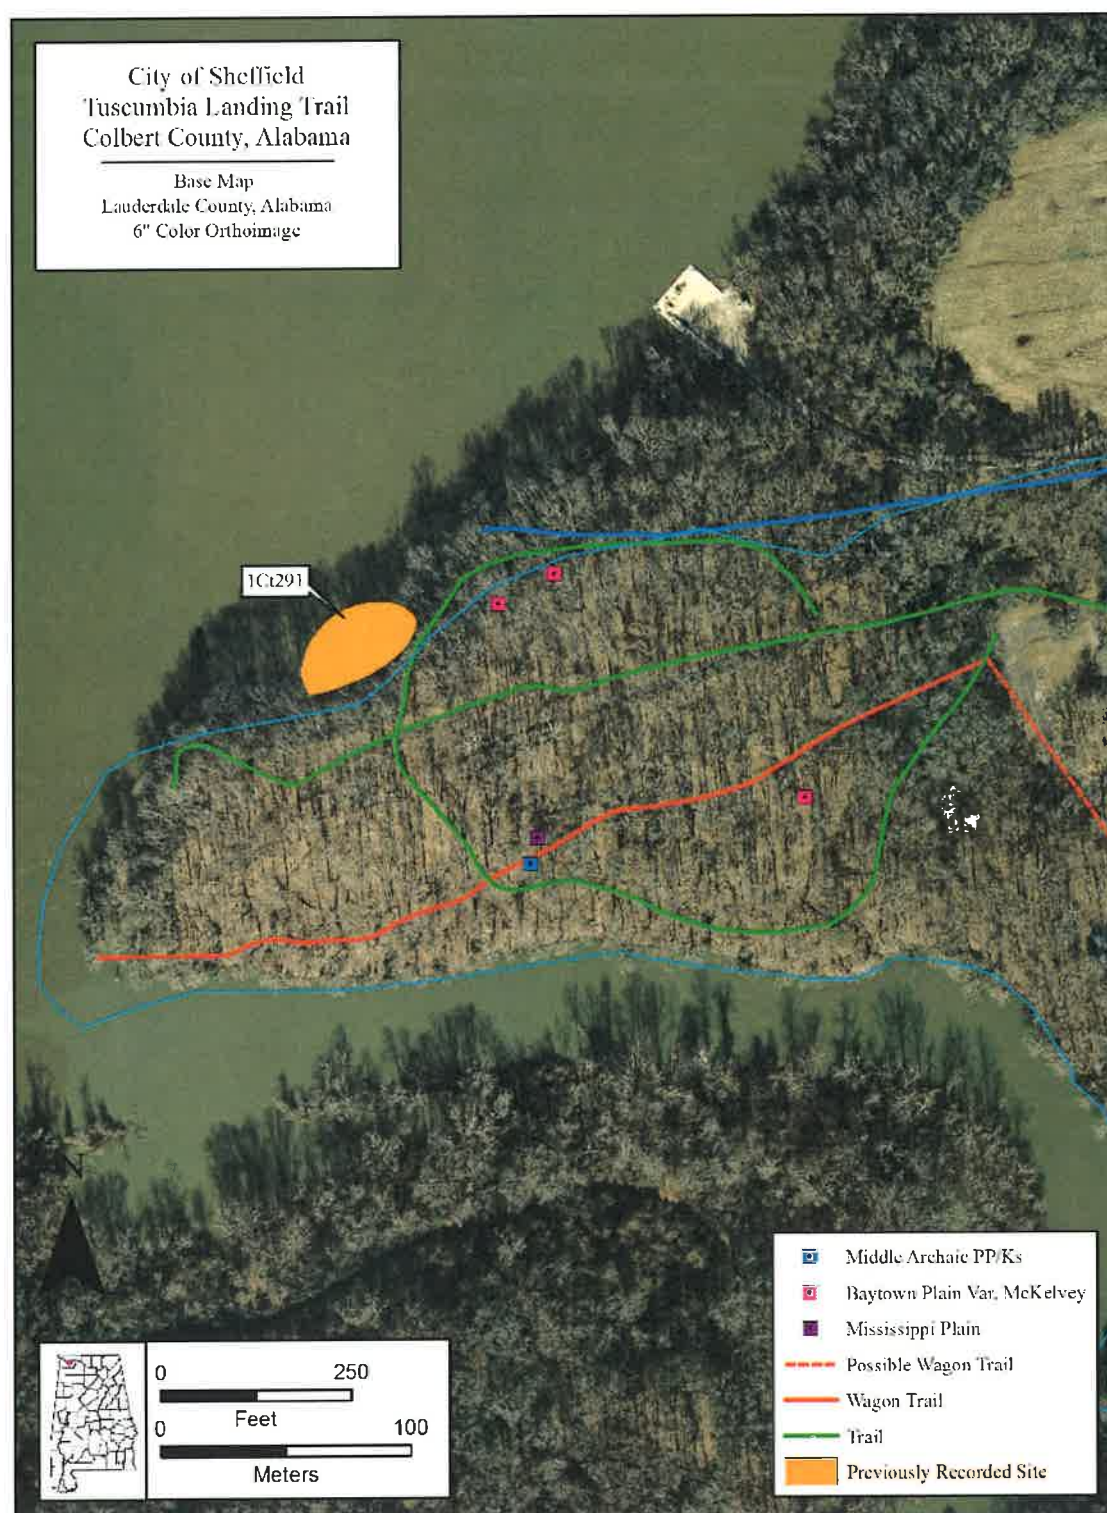 City of Sheffield
Tuscumbia Landing Trail
Colbert County, Alabama
Base Map
Lauderdale County, Alabama
6" Color Orthoimage
1Ct291
N
Middle Archaic PP/Ks
Baytown Plain Var. McKelvey
Mississippi Plain
Possible Wagon Trail
Wagon Trail
Trail
Previously Recorded Site
0 250
Feet
0 100
Meters